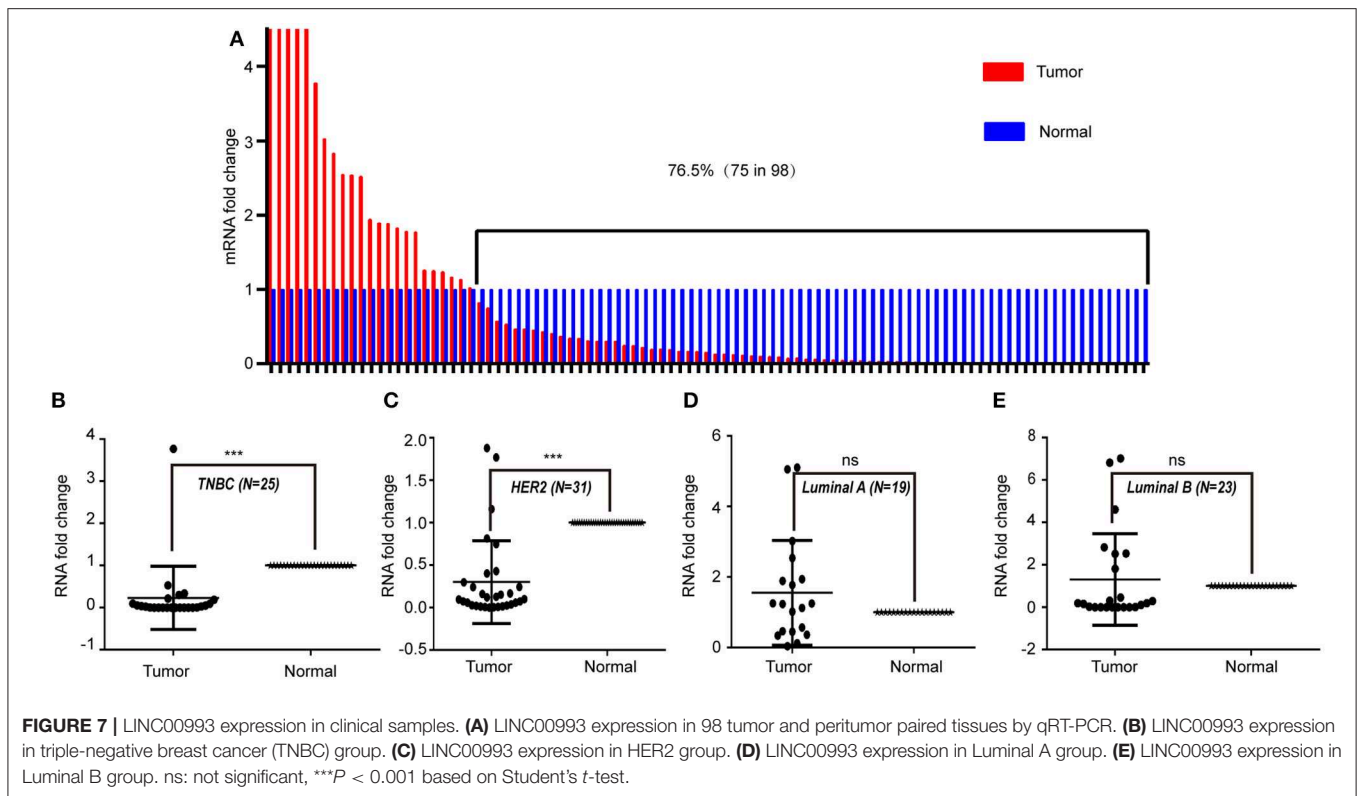 A
mRNA fold change
4
3
2
1
0
Tumor
Normal
76.5% (75 in 98)
B
RNA fold change
4
3
2
1
0
-1
***
TNBC (N=25)
Tumor
Normal
C
RNA fold change
2.0
1.5
1.0
0.5
0.0
-0.5
***
HER2 (N=31)
Tumor
Normal
D
RNA fold change
6
4
2
0
ns
Luminal A (N=19)
Tumor
Normal
E
RNA fold change
8
6
4
2
0
-2
ns
Luminal B (N=23)
Tumor
Normal
FIGURE 7 | LINC00993 expression in clinical samples. (A) LINC00993 expression in 98 tumor and peritumor paired tissues by qRT-PCR. (B) LINC00993 expression
in triple-negative breast cancer (TNBC) group. (C) LINC00993 expression in HER2 group. (D) LINC00993 expression in Luminal A group. (E) LINC00993 expression in
Luminal B group. ns: not significant, ***P < 0.001 based on Student's t-test.